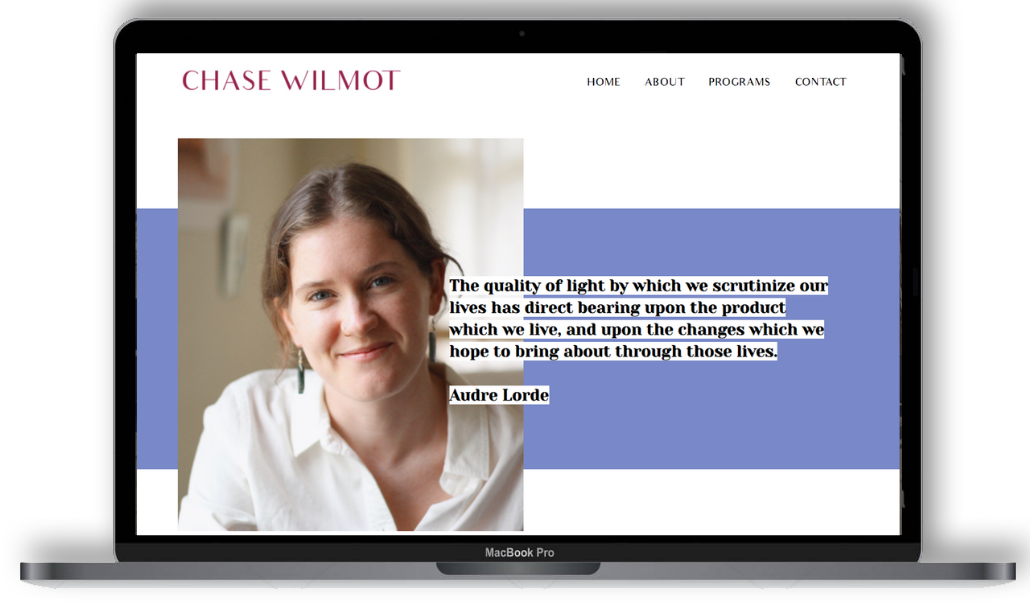 CHASE WILMOT
HOME ABOUT PROGRAMS CONTACT
The quality of light by which we scrutinize our
lives has direct bearing upon the product
which we live, and upon the changes which we
hope to bring about through those lives.
Audre Lorde
MacBook Pro